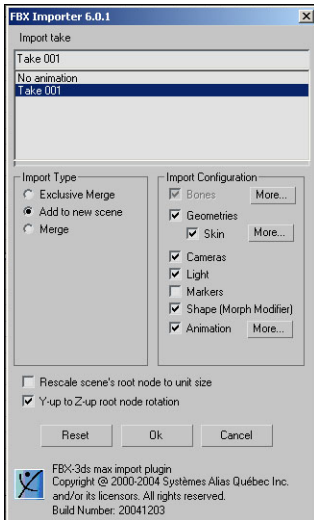 FBX Importer 6.0.1
Import take
Take 001
No animation
Take 001
Import Type
Exclusive Merge
Add to new scene
Merge
Import Configuration
Bones More...
Geometries
Skin More...
Cameras
Light
Markers
Shape (Morph Modifier)
Animation More...
Rescale scene's root node to unit size
Y-up to Z-up root node rotation
Reset Ok Cancel
FBX-3ds max import plugin
Copyright @ 2000-2004 Systèmes Alias Québec Inc.
and/or its licensors. All rights reserved.
Build Number: 20041203